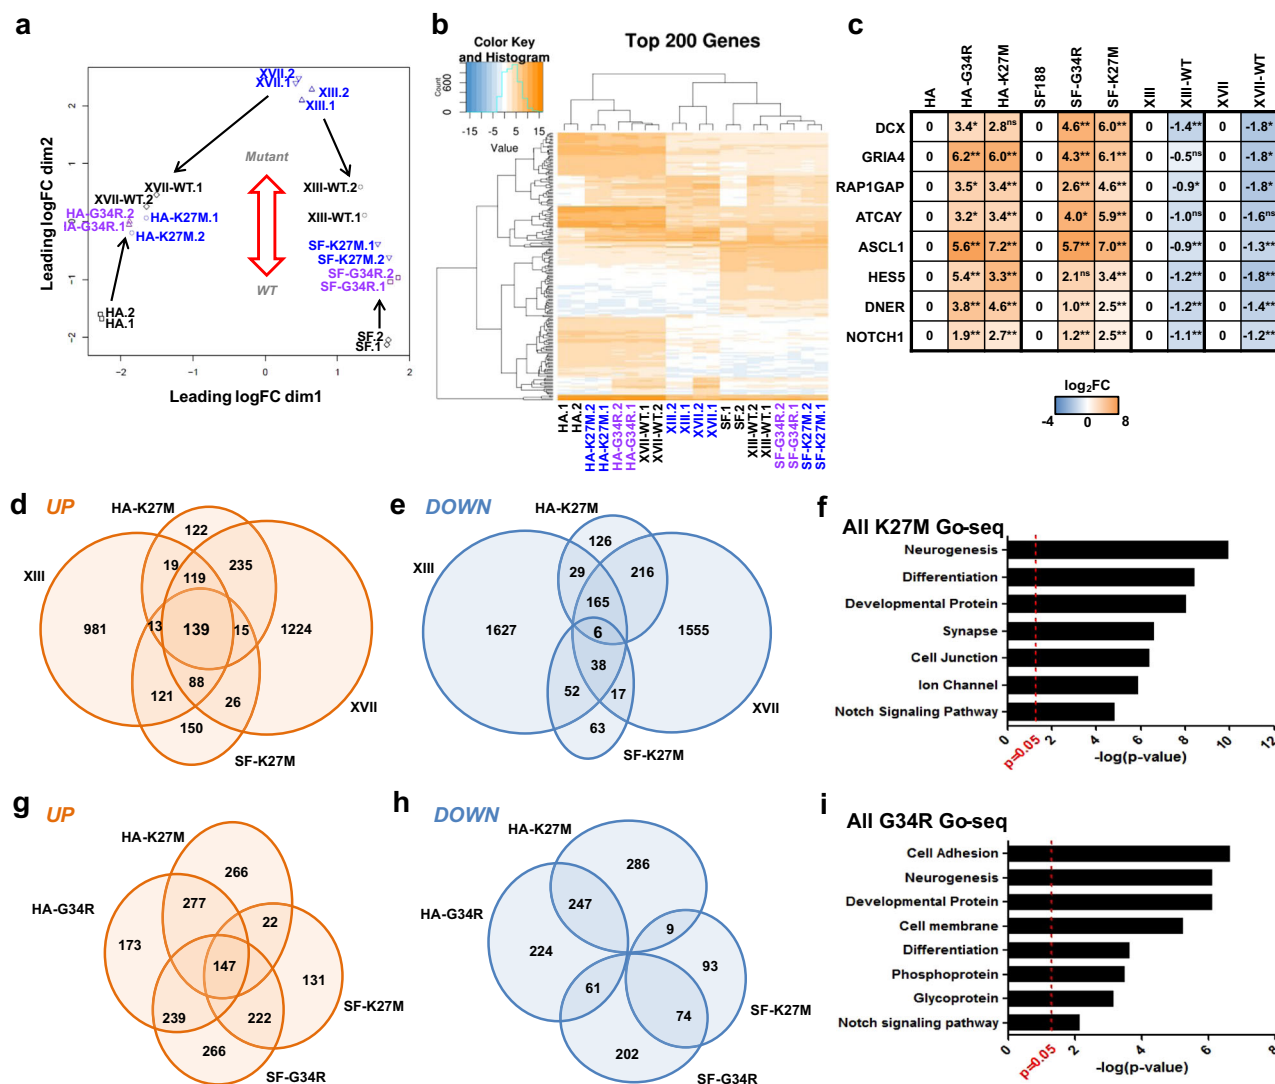 a
Leading logFC dim2
2
1
0
−1
−2
XVII.2
XVII.1
XIII.2
XIII.1
Mutant
XVII-WT.1
XVII-WT.2
XIII-WT.2
HA-G34R.2
HA-K27M.1
XIII-WT.1
HA-K27M.2
SF-K27M.1
SF-K27M.2
WT
SF-G34R.2
SF-G34R.1
HA.2
HA.1
SF.2
SF.1
−2
−1
0
1
2
Leading logFC dim1
b
Top 200 Genes
Color Key
and Histogram
Count
0
600
-15
-5
5
15
Value
HA.1
HA.2
HA-K27M.2
HA-K27M.1
HA-G34R.2
HA-G34R.1
XVII-WT.1
XVII-WT.2
XIII.2
XIII.1
XVII.2
XVII.1
SF.1
SF.2
XIII-WT.2
XIII-WT.1
SF-G34R.2
SF-G34R.1
SF-K27M.2
SF-K27M.1
c
HA
HA-G34R
HA-K27M
SF188
SF-G34R
SF-K27M
XIII
XIII-WT
XVII
XVII-WT
DCX 0 3.4* 2.8ns 0 4.6** 6.0** 0 -1.4** 0 -1.8*
GRIA4 0 6.2** 6.0** 0 4.3** 6.1** 0 -0.5ns 0 -1.8*
RAP1GAP 0 3.5* 3.4** 0 2.6** 4.6** 0 -0.9* 0 -1.8*
ATCAY 0 3.2* 3.4** 0 4.0* 5.9** 0 -1.0ns 0 -1.6ns
ASCL1 0 5.6** 7.2** 0 5.7** 7.0** 0 -0.9** 0 -1.3**
HES5 0 5.4** 3.3** 0 2.1ns 3.4** 0 -1.2** 0 -1.8**
DNER 0 3.8** 4.6** 0 1.0** 2.5** 0 -1.2** 0 -1.4**
NOTCH1 0 1.9** 2.7** 0 1.2** 2.5** 0 -1.1** 0 -1.2**
log2FC
-4 0 8
d UP
HA-K27M
XIII
XVII
SF-K27M
122
19
119
235
981
13
139
15
1224
121
88
26
150
e DOWN
HA-K27M
XIII
XVII
SF-K27M
126
29
216
165
1627
6
1555
38
52
17
63
f All K27M Go-seq
Neurogenesis
Differentiation
Developmental Protein
Synapse
Cell Junction
Ion Channel
Notch Signaling Pathway
0
2
4
6
8
10
12
p=0.05
-log(p-value)
g UP
HA-K27M
HA-G34R
SF-K27M
SF-G34R
266
277
22
173
147
131
239
222
266
h DOWN
HA-K27M
HA-G34R
SF-K27M
SF-G34R
286
247
9
224
93
61
74
202
i All G34R Go-seq
Cell Adhesion
Neurogenesis
Developmental Protein
Cell membrane
Differentiation
Phosphoprotein
Glycoprotein
Notch signaling pathway
0
2
4
6
8
p=0.05
-log(p-value)